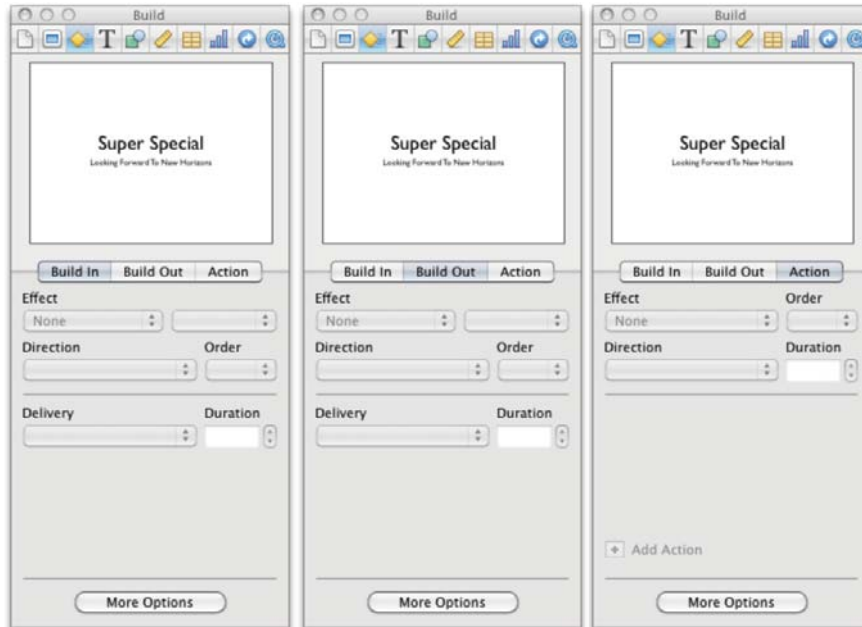 Build
T
Super Special
Looking Forward To New Horizons
Build In Build Out Action
Effect
None
Direction Order
Delivery Duration
More Options
Build
T
Super Special
Looking Forward To New Horizons
Build In Build Out Action
Effect
None
Direction Order
Delivery Duration
More Options
Build
T
Super Special
Looking Forward To New Horizons
Build In Build Out Action
Effect Order
None
Direction Duration
+ Add Action
More Options